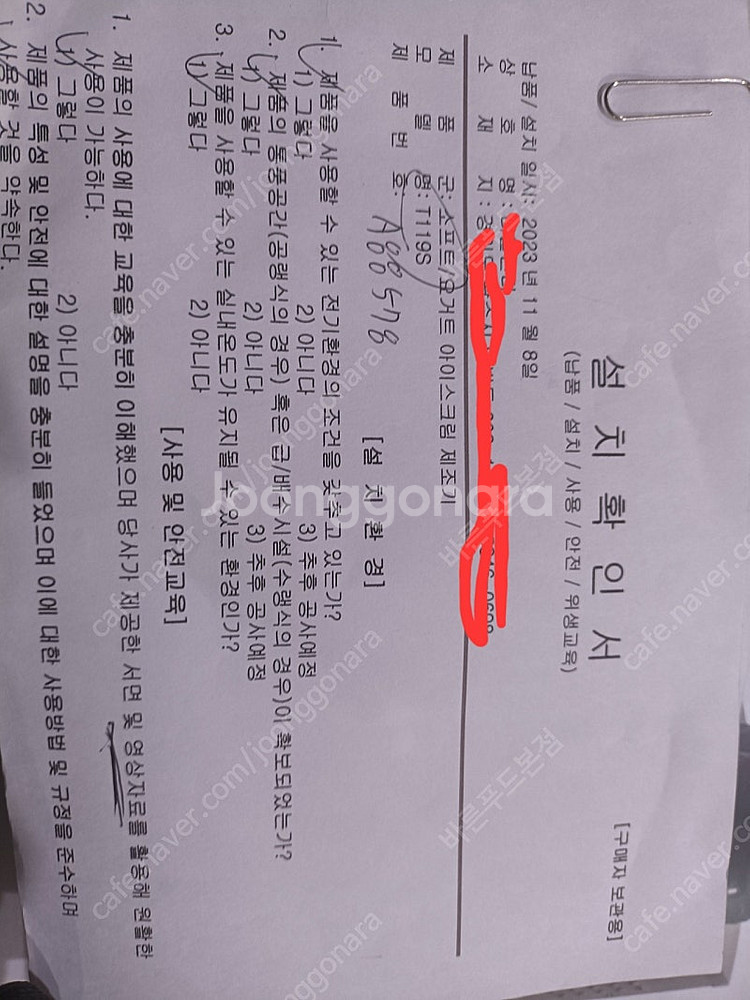 설 치 확 인 서
[구매자 보관용]
(납품 / 설치 / 사용 / 안전 / 위생교육)
납품/ 설치 일시: 2023 년 11 월 8일
상 호 명 :
소 재 지 : 경
제 품 군: 소프트/요거트 아이스크림 제조기
모 델 명: T119S
제 품 번 호:
[설 치 환 경]
1. 제품을 사용할 수 있는 전기환경의 조건을 갖추고 있는가?
1) 그렇다 2) 아니다 3) 추후 공사예정
2. 제품의 통풍공간(공랭식의 경우) 혹은 급/배수시설(수랭식의 경우)이 확보되었는가?
1) 그렇다 2) 아니다 3) 추후 공사예정
3. 제품을 사용할 수 있는 실내온도가 유지될 수 있는 환경인가?
1) 그렇다 2) 아니다
[사용 및 안전교육]
1. 제품의 사용에 대한 교육을 충분히 이해했으며 당사가 제공한 서면 및 영상자료를 활용해 원활한
사용이 가능하다.
1) 그렇다 2) 아니다
2. 제품의 특성 및 안전에 대한 설명을 충분히 들었으며 이에 대한 사용방법 및 규정을 준수하며
사용할 것을 약속한다.
Joonggonara
cafe.naver.com/joonggonara
바른푸드본점